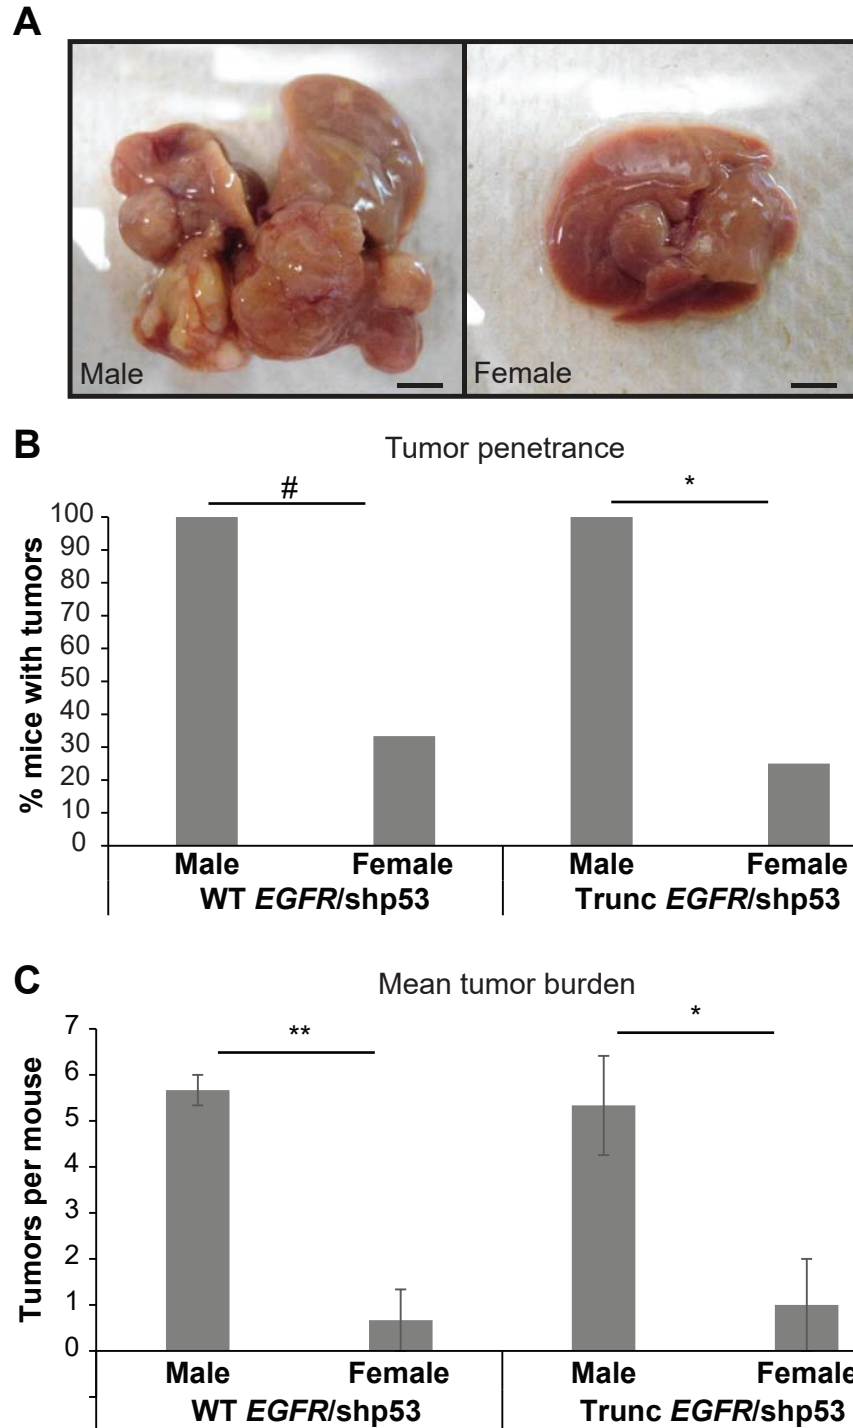 A
Male
Female
B
Tumor penetrance
#
*
% mice with tumors
100
90
80
70
60
50
40
30
20
10
0
Male
Female
Male
Female
WT EGFR/shp53
Trunc EGFR/shp53
C
Mean tumor burden
**
*
Tumors per mouse
7
6
5
4
3
2
1
0
Male
Female
Male
Female
WT EGFR/shp53
Trunc EGFR/shp53